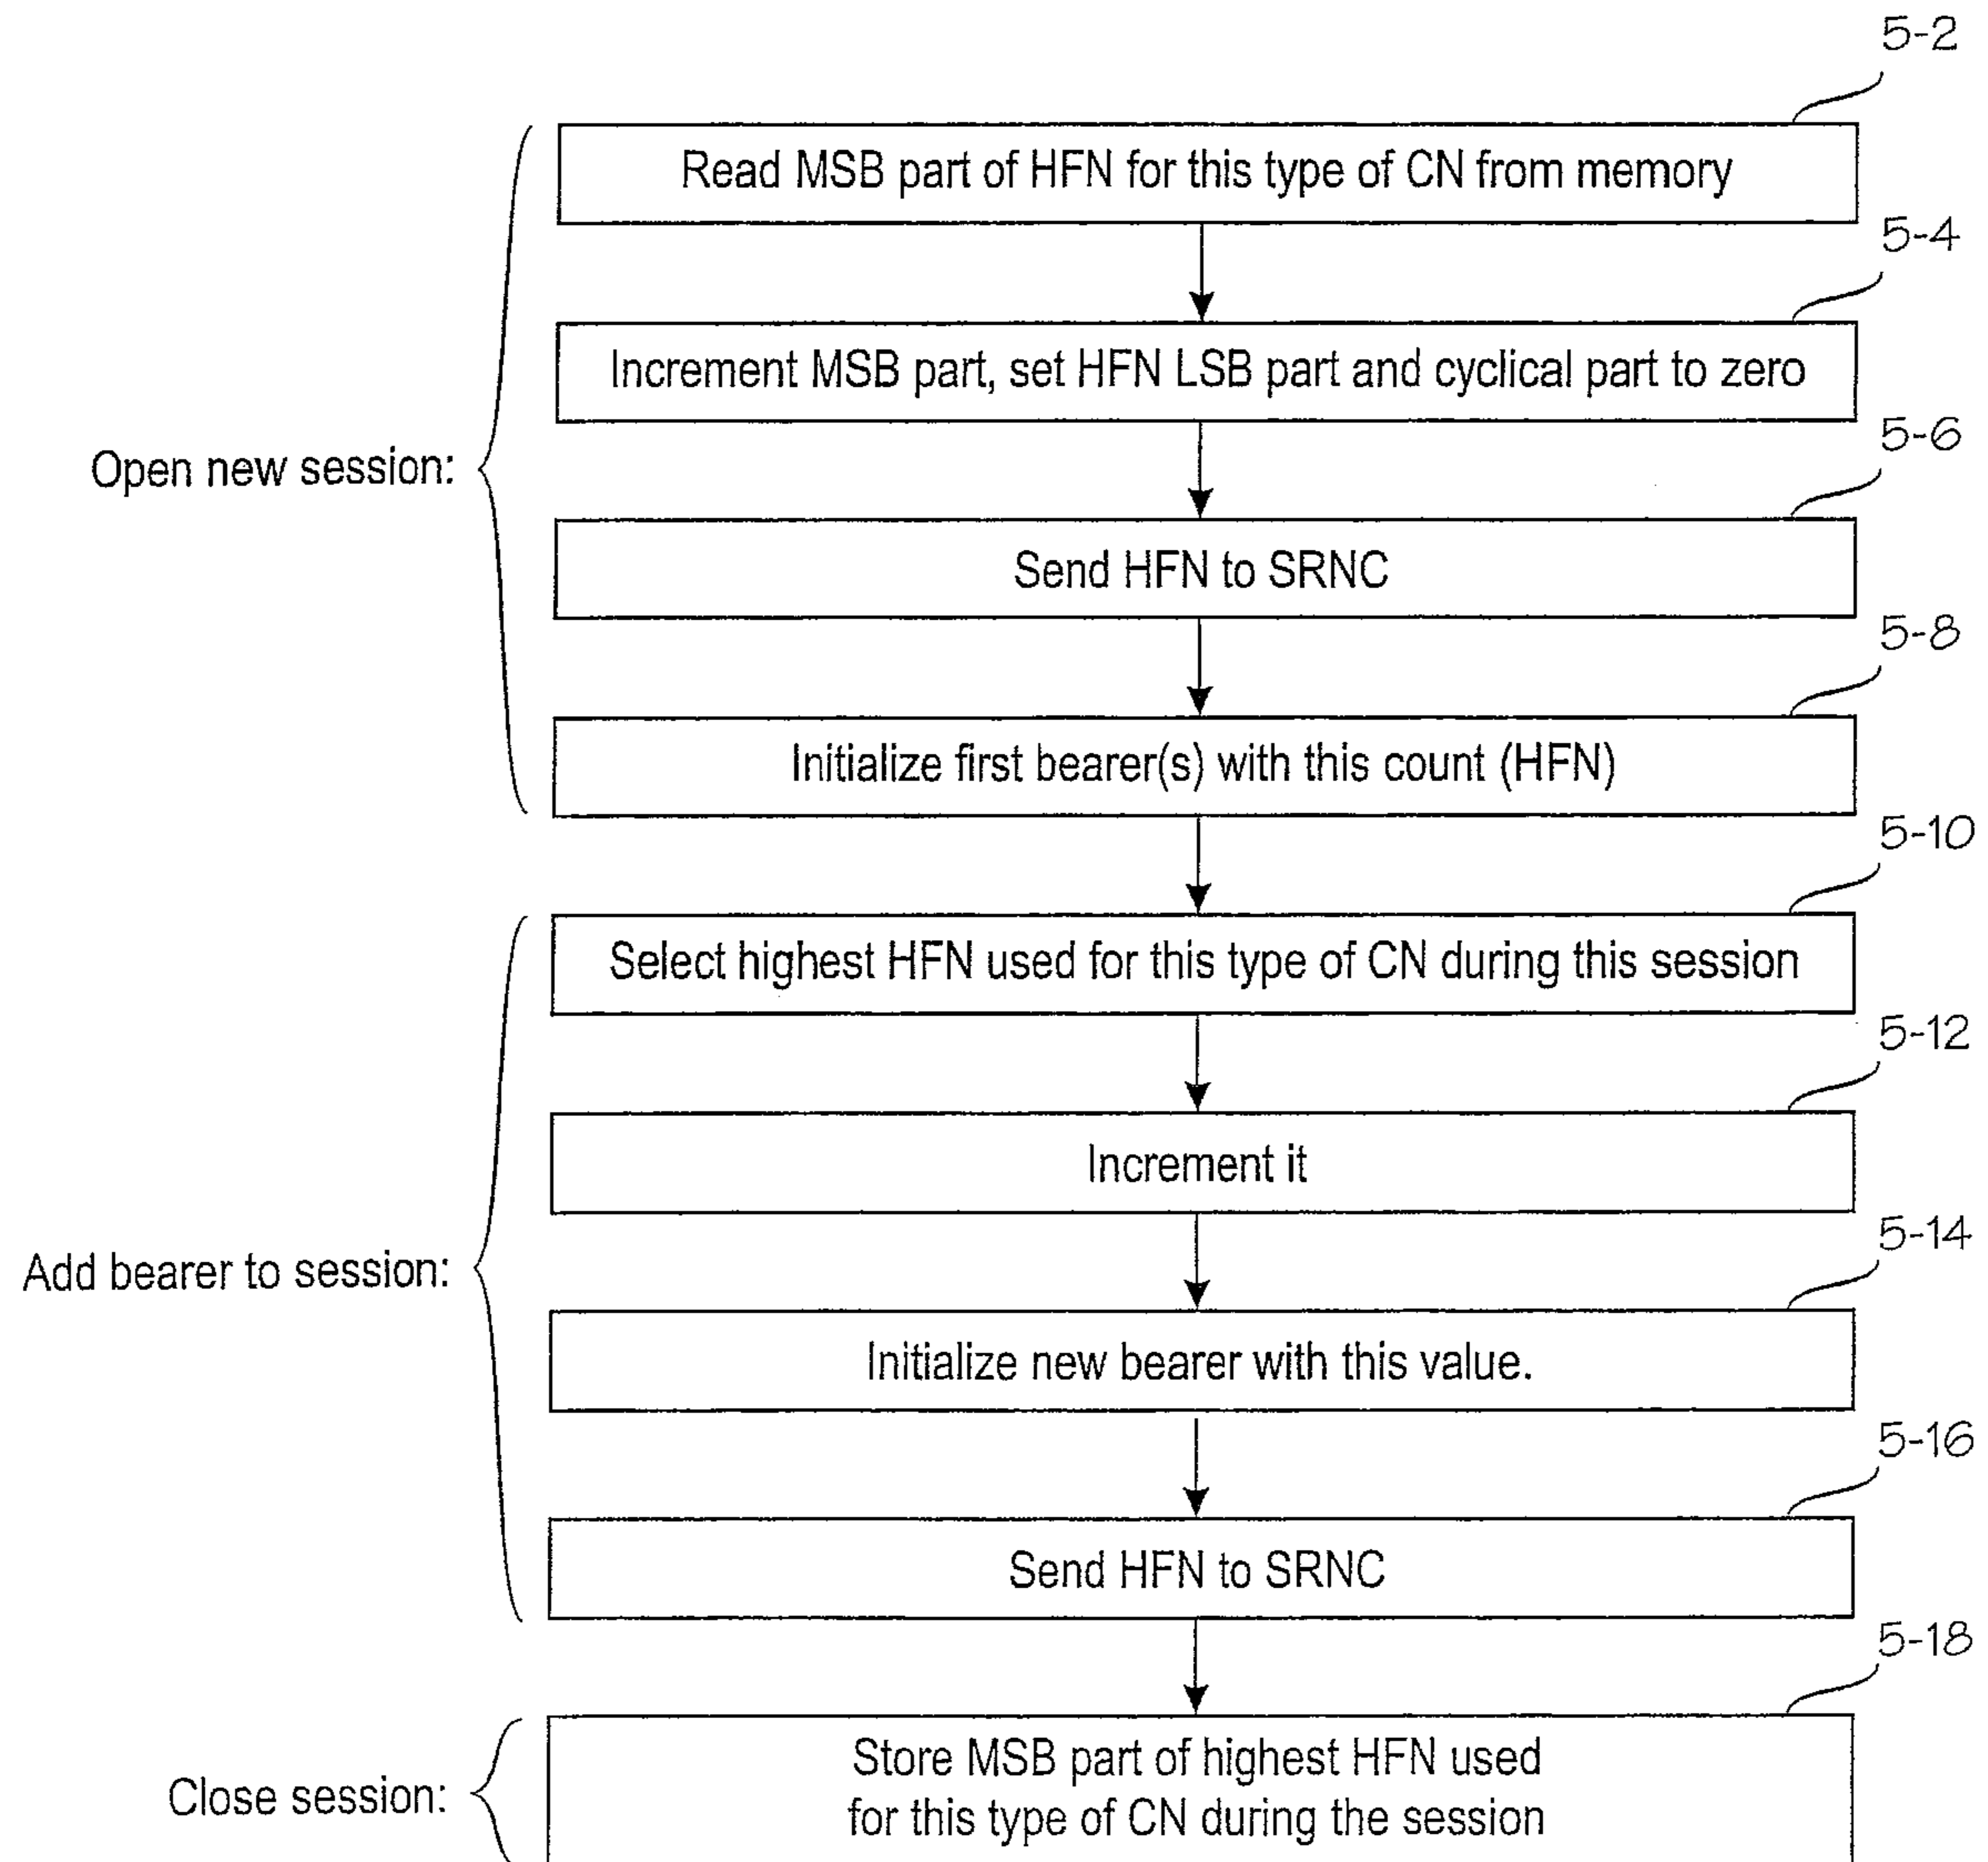 5-2
Read MSB part of HFN for this type of CN from memory
5-4
Increment MSB part, set HFN LSB part and cyclical part to zero
Open new session:
5-6
Send HFN to SRNC
5-8
Initialize first bearer(s) with this count (HFN)
5-10
Select highest HFN used for this type of CN during this session
5-12
Increment it
Add bearer to session:
5-14
Initialize new bearer with this value.
5-16
Send HFN to SRNC
5-18
Close session:
Store MSB part of highest HFN used
for this type of CN during the session